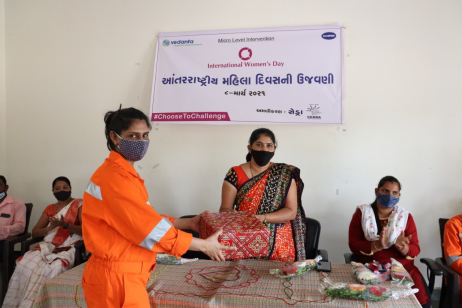 vedanta
Micro Level Intervention
International Women's Day
આંતરરાષ્ટ્રીય મહિલા દિવસની ઉજવણી
૮-માર્ચ ૨૦૨૧
#ChooseToChallenge